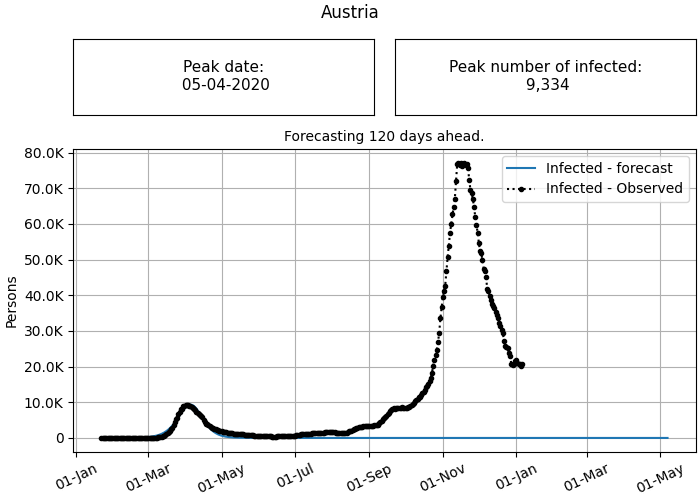 Austria
Peak date:
05-04-2020
Peak number of infected:
9,334
Forecasting 120 days ahead.
80.0K
70.0K
60.0K
50.0K
40.0K
30.0K
20.0K
10.0K
0
Persons
Infected - forecast
Infected - Observed
01-Jan
01-Mar
01-May
01-Jul
01-Sep
01-Nov
01-Jan
01-Mar
01-May